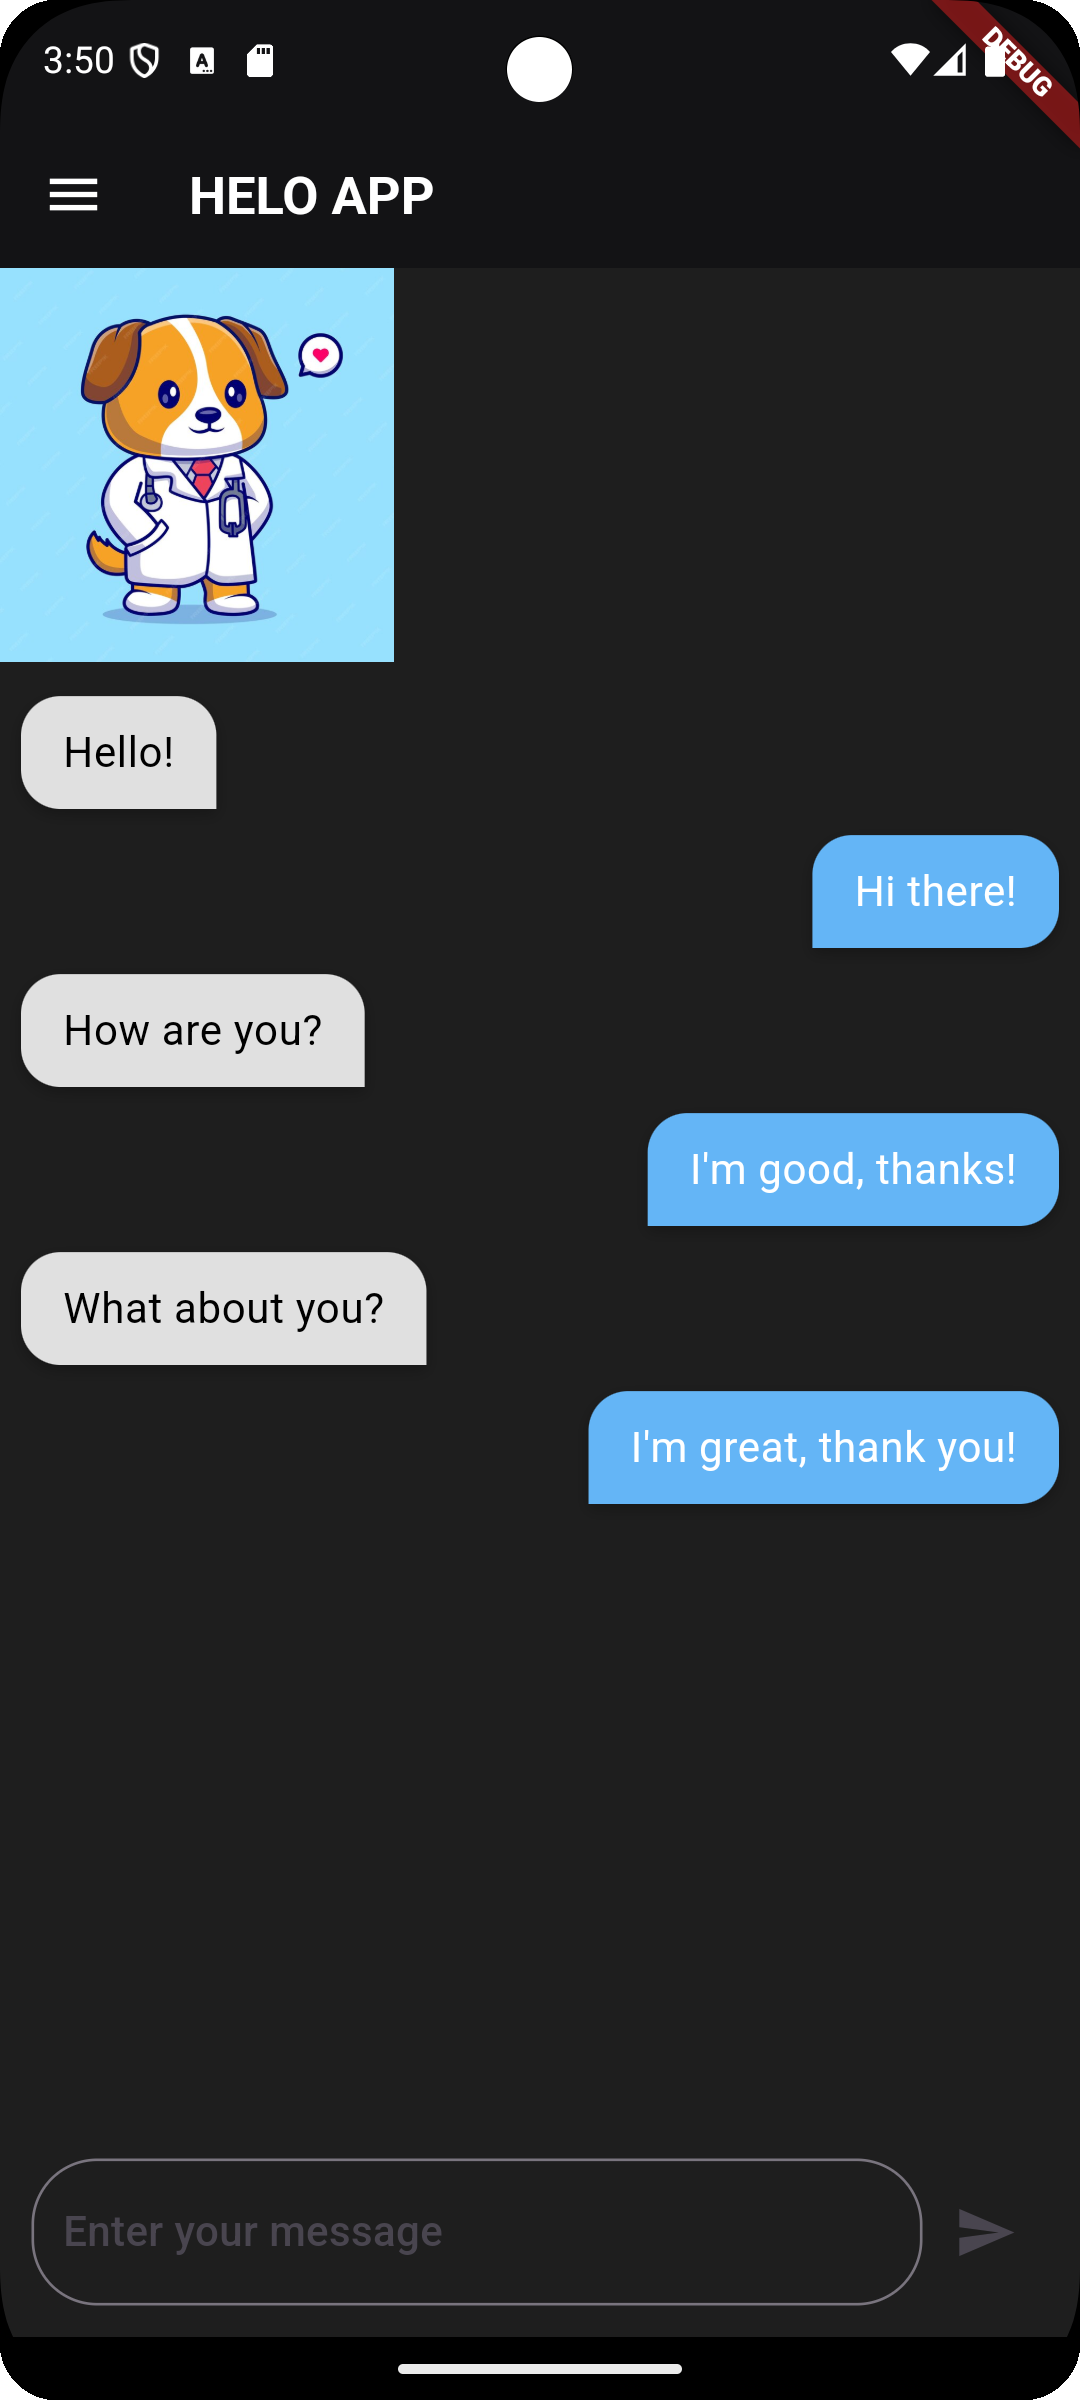 3:50
DEBUG
HELO APP
Hello!
Hi there!
How are you?
I'm good, thanks!
What about you?
I'm great, thank you!
Enter your message